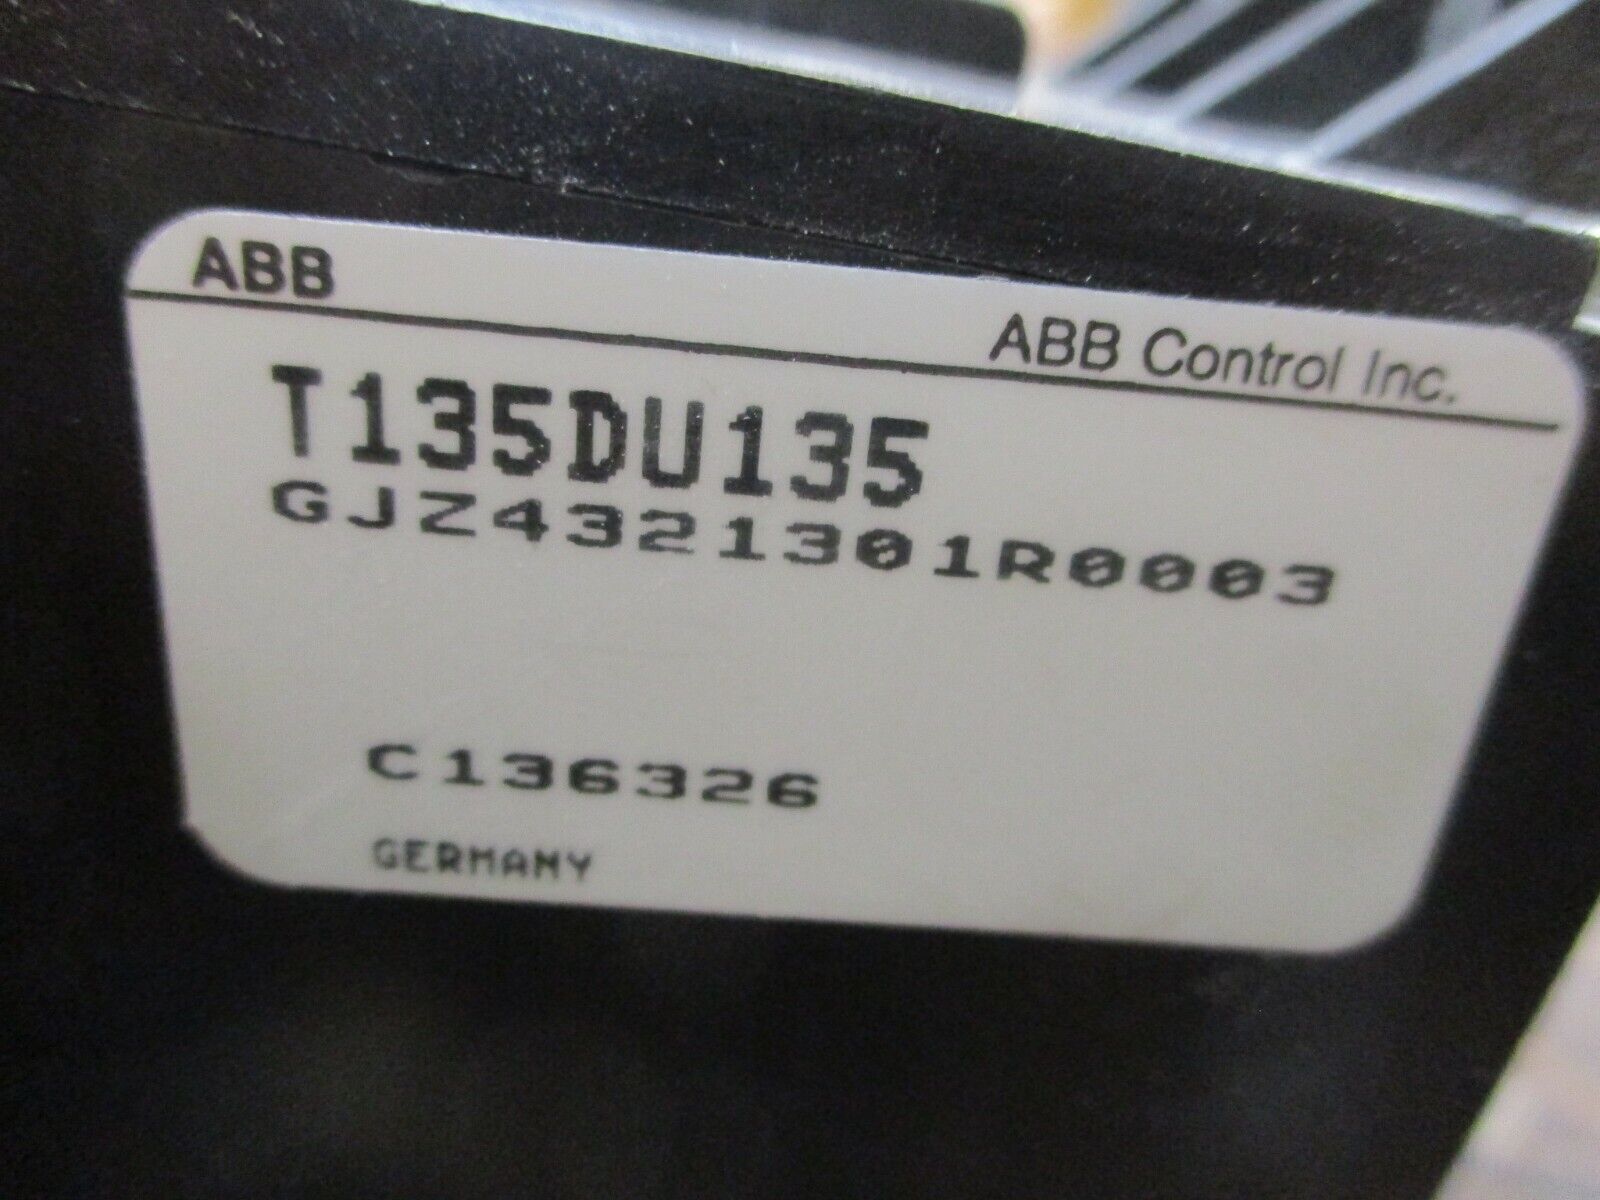 ABB
ABB Control Inc.
T135DU135
GJZ4321301R0003
C136326
GERMANY